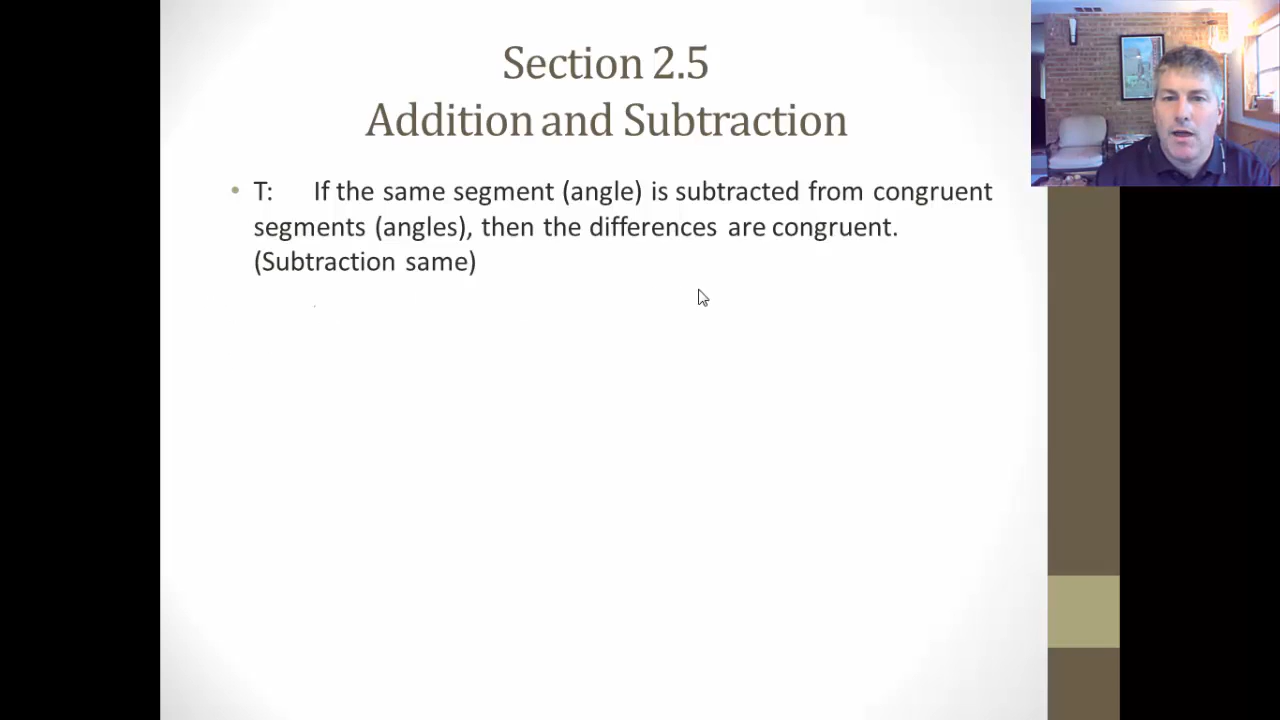 Section 2.5
Addition and Subtraction
• T: If the same segment (angle) is subtracted from congruent
segments (angles), then the differences are congruent.
(Subtraction same)